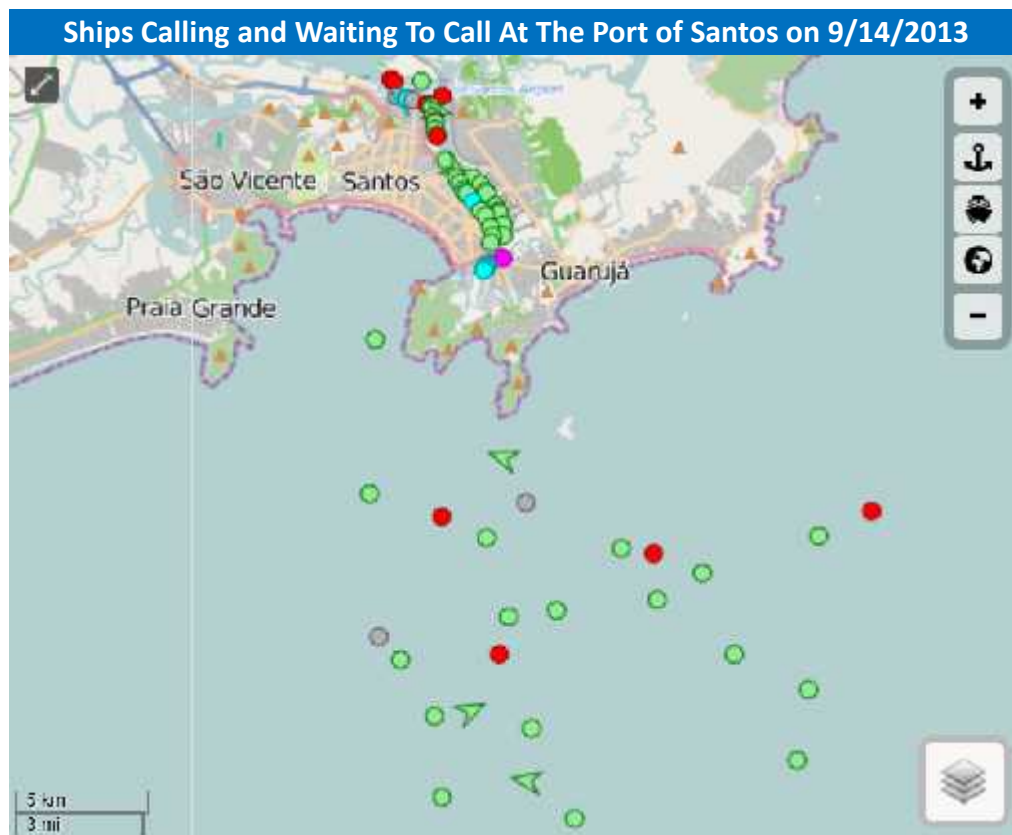 Ships Calling and Waiting To Call At The Port of Santos on 9/14/2013
Airport
São Vicente
Santos
Guarujá
Praia Grande
5 km
3 mi